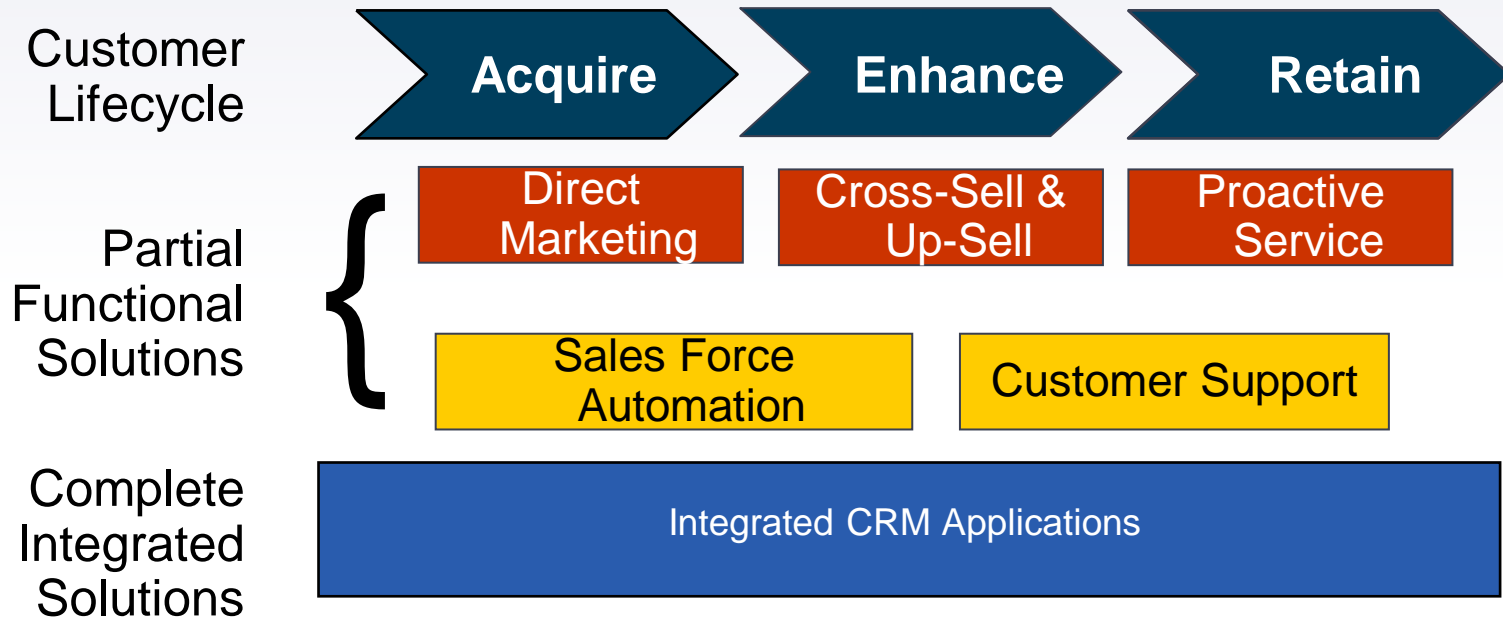 Customer
Lifecycle
Acquire
Enhance
Retain
Partial
Functional
Solutions
{
Direct
Marketing
Cross-Sell &
Up-Sell
Proactive
Service
Sales Force
Automation
Customer Support
Complete
Integrated
Solutions
Integrated CRM Applications